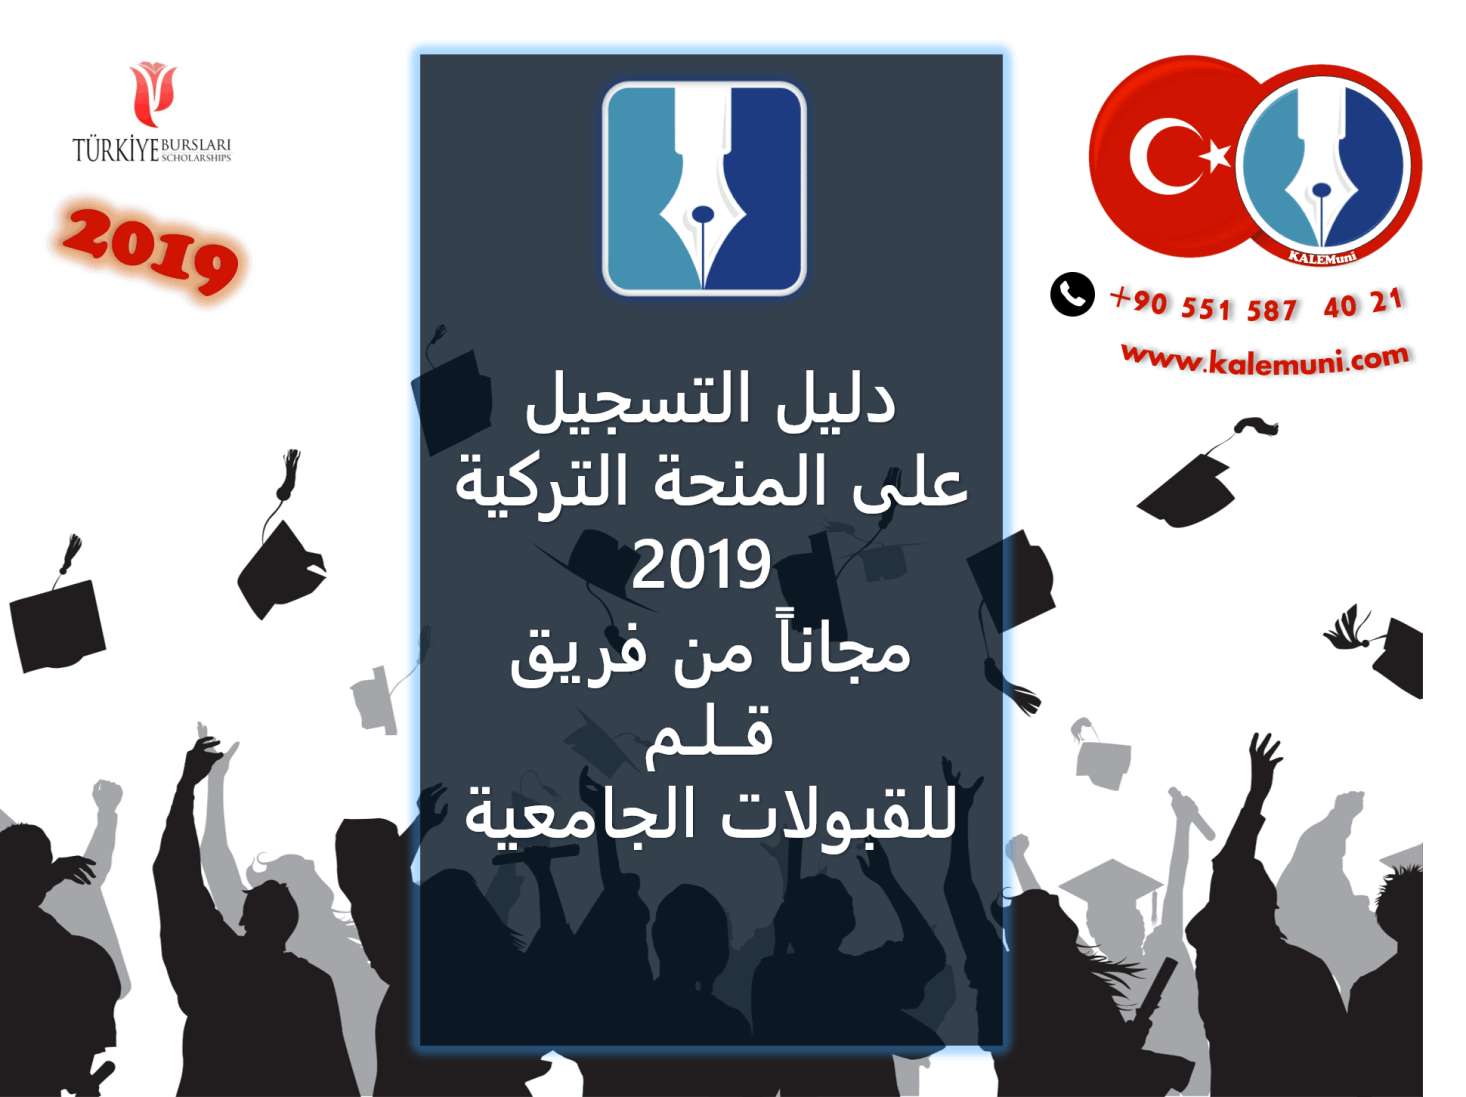 TÜRKİYE BURSLARI
SCHOLARSHIPS
2019
KALEMuni
+90 551 587 40 21
www.kalemuni.com
دليل التسجيل
على المنحة التركية
2019
مجاناً من فريق
قـلـم
للقبولات الجامعية